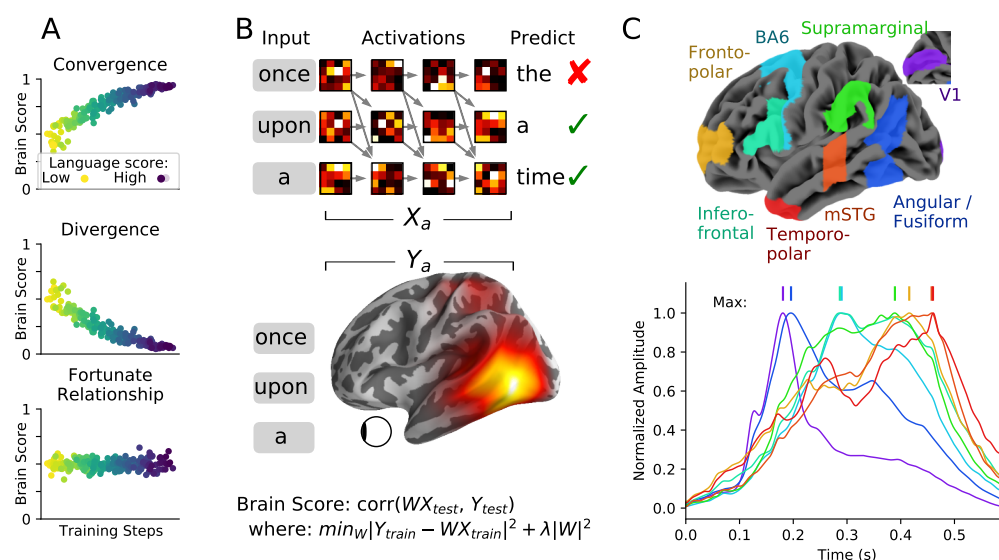 A
Convergence
1
Brain Score
Language score:
Low
High
0
Divergence
1
Brain Score
0
Fortunate
Relationship
1
Brain Score
0
Training Steps
B
Input
Activations
Predict
once
the ✘
upon
a ✓
a
time ✓
Xₐ
Yₐ
once
upon
a
Brain Score: corr(WX_test, Y_test)
where: min_W|Y_train − WX_train|² + λ|W|²
C
Supramarginal
BA6
Fronto-
polar
V1
Infero-
frontal
mSTG
Temporo-
polar
Angular /
Fusiform
Max:
Normalized Amplitude
1.0
0.8
0.6
0.4
0.2
0.0
0.0 0.1 0.2 0.3 0.4 0.5
Time (s)